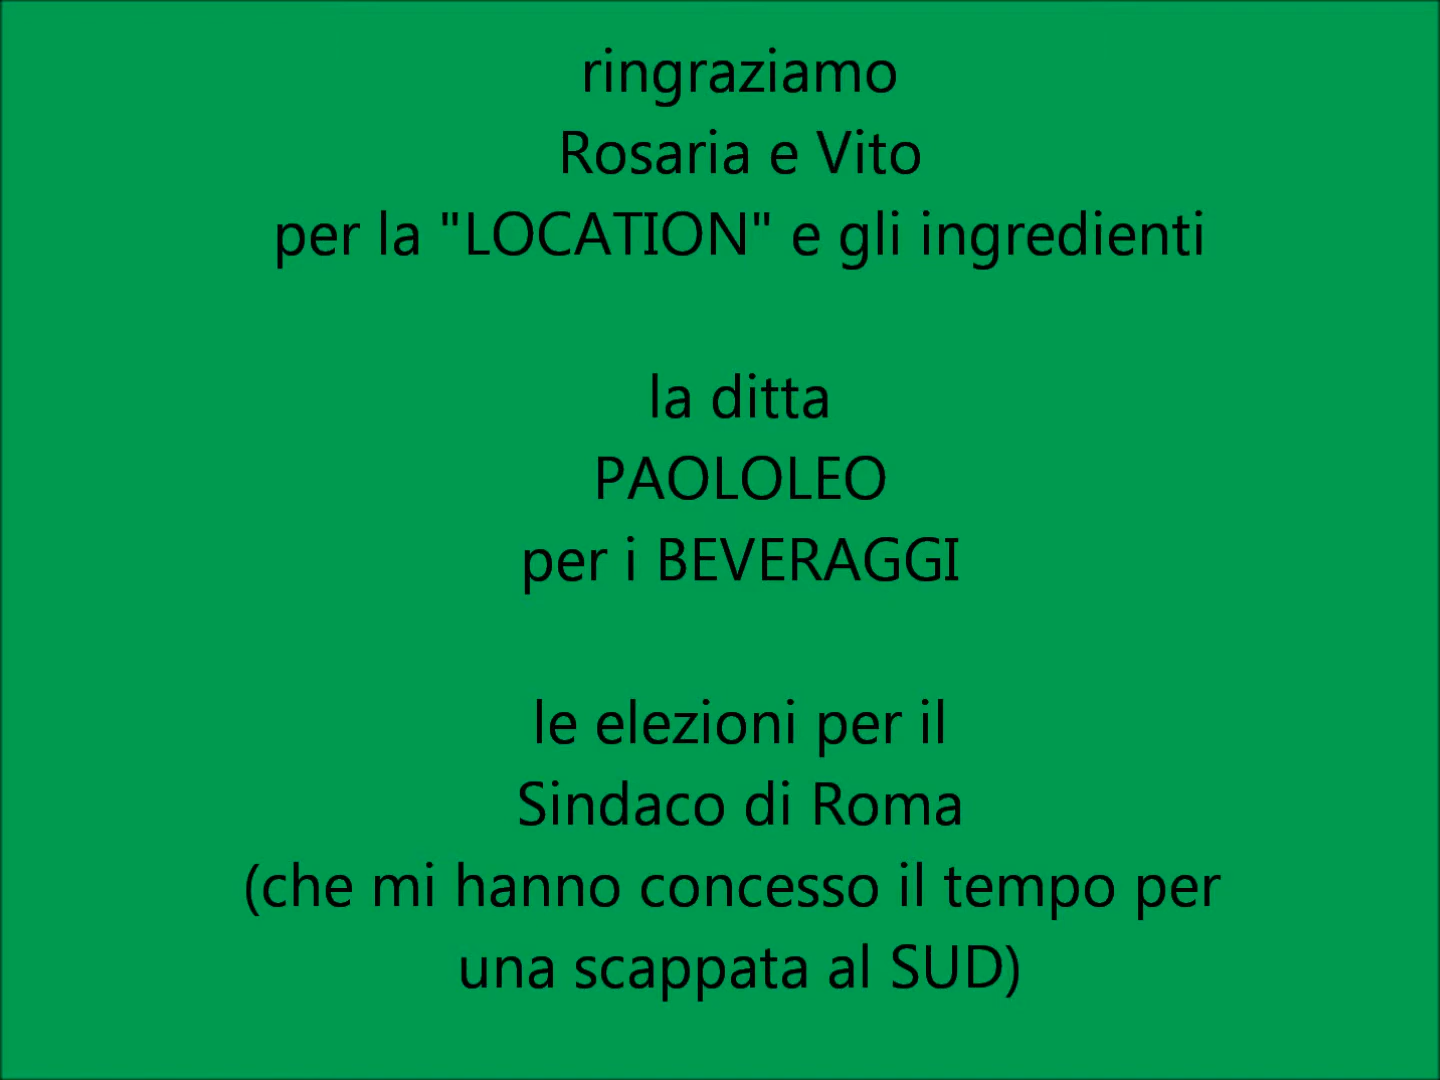 ringraziamo
Rosaria e Vito
per la "LOCATION" e gli ingredienti
la ditta
PAOLOLEO
per i BEVERAGGI
le elezioni per il
Sindaco di Roma
(che mi hanno concesso il tempo per
una scappata al SUD)